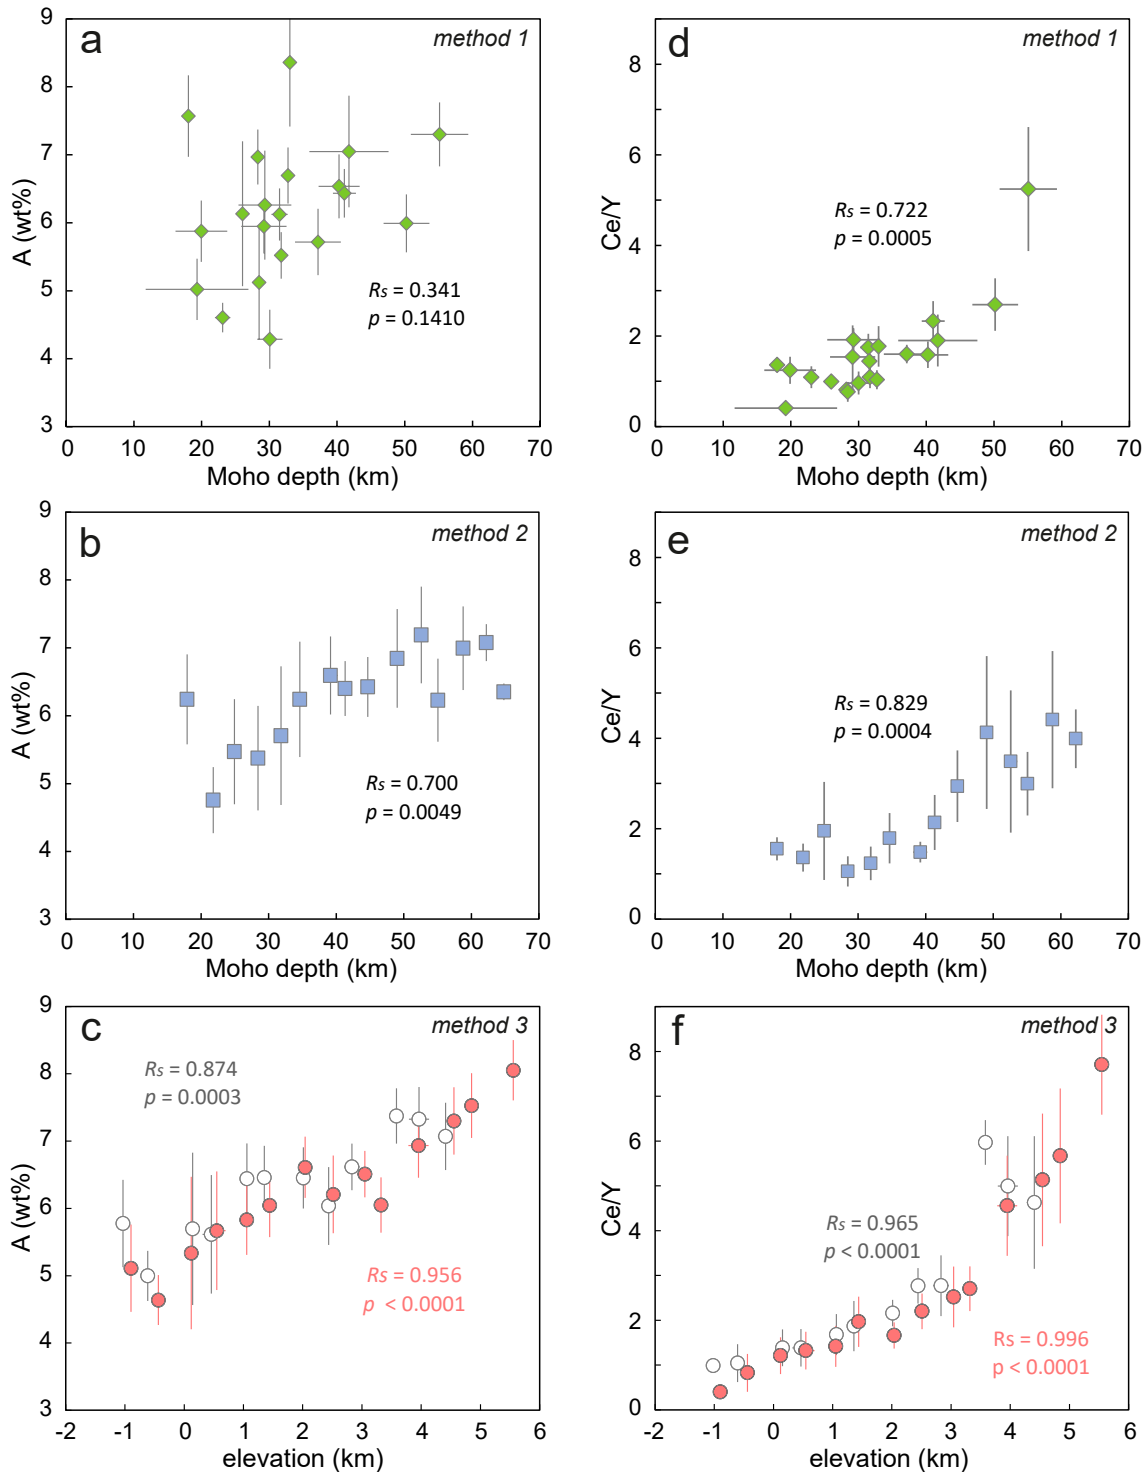 a
method 1
9
8
7
6
5
4
3
A (wt%)
Rs = 0.341
p = 0.1410
0 10 20 30 40 50 60 70
Moho depth (km)
d
method 1
8
6
4
2
0
Ce/Y
Rs = 0.722
p = 0.0005
0 10 20 30 40 50 60 70
Moho depth (km)
b
method 2
9
8
7
6
5
4
3
A (wt%)
Rs = 0.700
p = 0.0049
0 10 20 30 40 50 60 70
Moho depth (km)
e
method 2
8
6
4
2
0
Ce/Y
Rs = 0.829
p = 0.0004
0 10 20 30 40 50 60 70
Moho depth (km)
c
method 3
9
8
7
6
5
4
3
A (wt%)
Rs = 0.874
p = 0.0003
Rs = 0.956
p < 0.0001
-2 -1 0 1 2 3 4 5 6
elevation (km)
f
method 3
8
6
4
2
0
Ce/Y
Rs = 0.965
p < 0.0001
Rs = 0.996
p < 0.0001
-2 -1 0 1 2 3 4 5 6
elevation (km)